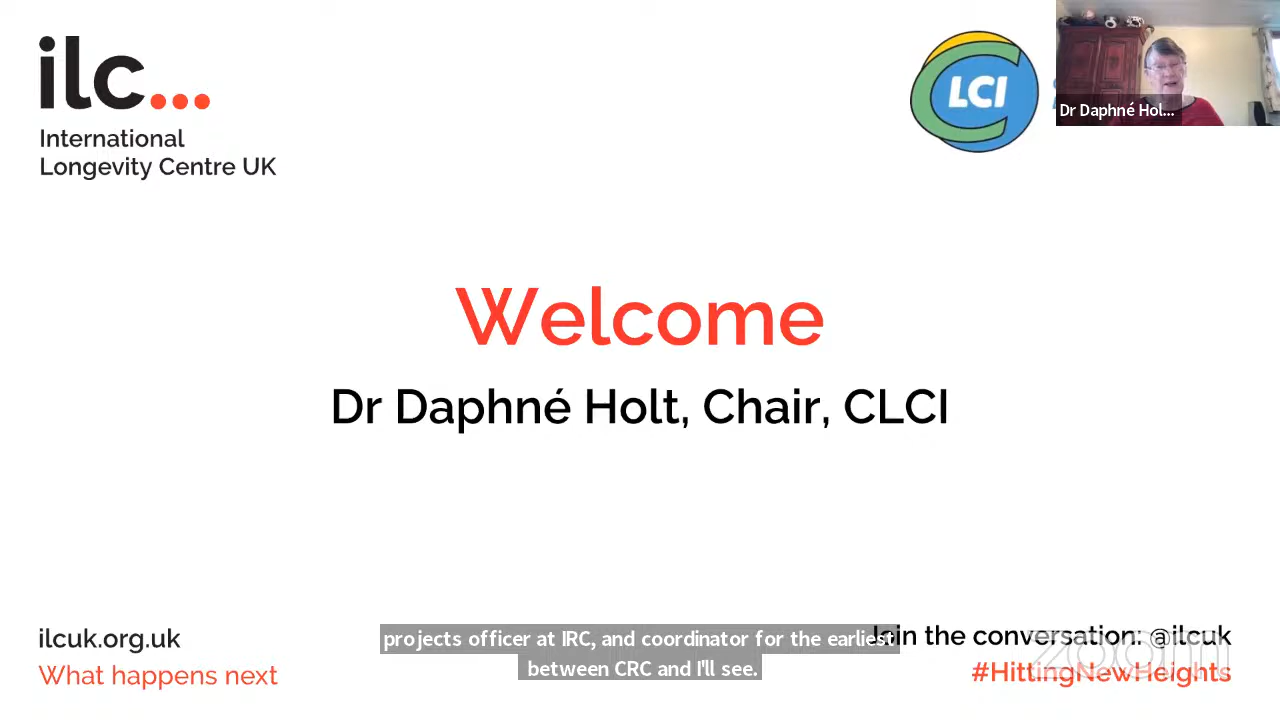 ilc...
International
Longevity Centre UK
LCI
Dr Daphné Hol...
Welcome
Dr Daphné Holt, Chair, CLCI
ilcuk.org.uk
What happens next
projects officer at IRC, and coordinator for the earliest
between CRC and I'll see.
Join the conversation: @ilcuk
#HittingNewHeights
zoom